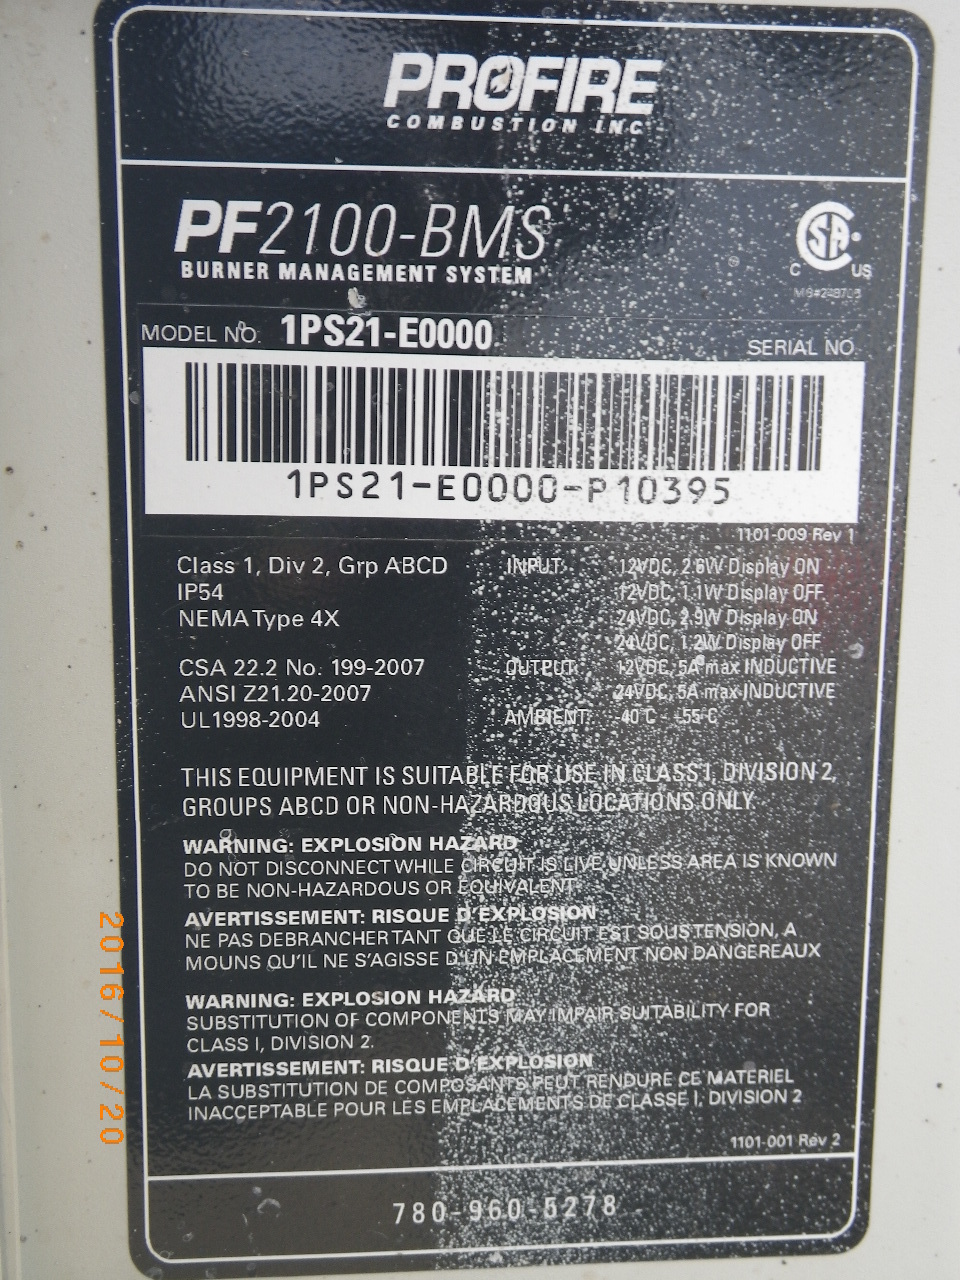 PROFIRE
COMBUSTION INC
PF2100-BMS
BURNER MANAGEMENT SYSTEM
SA
C US
MODEL NO. 1PS21-E0000
SERIAL NO.
1PS21-E0000-P10395
1101-009 Rev 1
Class 1, Div 2, Grp ABCD
IP54
NEMA Type 4X
CSA 22.2 No. 199-2007
ANSI Z21.20-2007
UL1998-2004
INPUT: 12VDC, 2.6W Display ON
12VDC, 1.1W Display OFF
24VDC, 2.9W Display ON
24VDC, 1.2W Display OFF
OUTPUT: 12VDC, 5A max INDUCTIVE
24VDC, 5A max INDUCTIVE
AMBIENT: -40°C - +55°C
THIS EQUIPMENT IS SUITABLE FOR USE IN CLASS I, DIVISION 2,
GROUPS ABCD OR NON-HAZARDOUS LOCATIONS ONLY.
WARNING: EXPLOSION HAZARD
DO NOT DISCONNECT WHILE CIRCUIT IS LIVE UNLESS AREA IS KNOWN
TO BE NON-HAZARDOUS OR EQUIVALENT
AVERTISSEMENT: RISQUE D'EXPLOSION
NE PAS DEBRANCHER TANT QUE LE CIRCUIT EST SOUS TENSION, A
MOUNS QU'IL NE S'AGISSE D'UN EMPLACEMENT NON DANGEREAUX
WARNING: EXPLOSION HAZARD
SUBSTITUTION OF COMPONENTS MAY IMPAIR SUITABILITY FOR
CLASS I, DIVISION 2.
AVERTISSEMENT: RISQUE D'EXPLOSION
LA SUBSTITUTION DE COMPOSANTS PEUT RENDURE CE MATERIEL
INACCEPTABLE POUR LES EMPLACEMENTS DE CLASSE I, DIVISION 2
1101-001 Rev 2
780-960-5278
2016/10/20